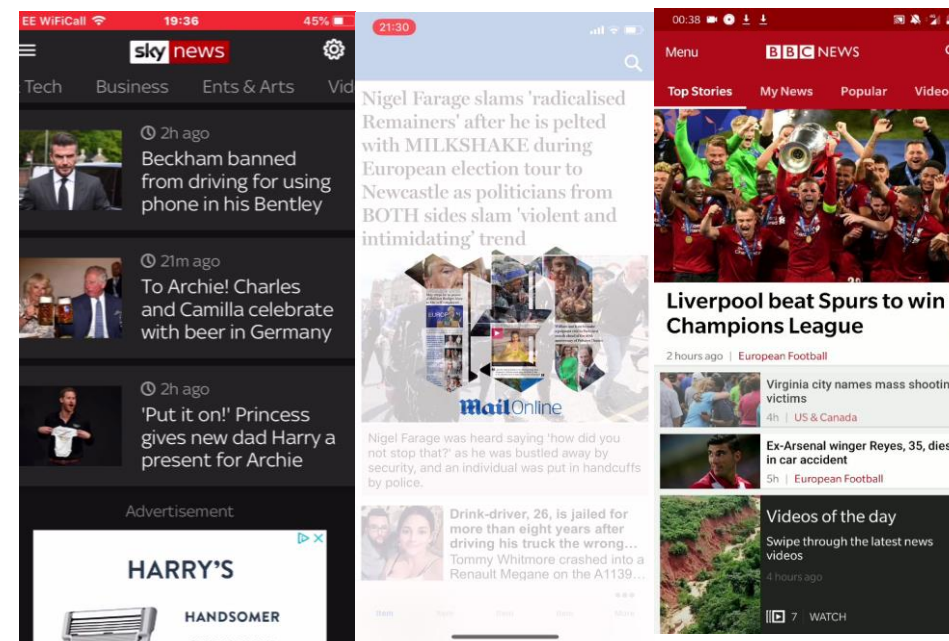 EE WiFiCall 19:36 45%
sky news
Tech Business Ents & Arts Vid
2h ago
Beckham banned
from driving for using
phone in his Bentley
21m ago
To Archie! Charles
and Camilla celebrate
with beer in Germany
2h ago
'Put it on!' Princess
gives new dad Harry a
present for Archie
Advertisement
HARRY'S
HANDSOMER
21:30
Nigel Farage slams 'radicalised
Remainers' after he is pelted
with MILKSHAKE during
European election tour to
Newcastle as politicians from
BOTH sides slam 'violent and
intimidating' trend
MailOnline
Nigel Farage was heard saying 'how did you
not stop that?' as he was bustled away by
security, and an individual was put in handcuffs
by police.
Drink-driver, 26, is jailed for
more than eight years after
driving his truck the wrong...
Tommy Whitmore crashed into a
Renault Megane on the A1139...
Item Item Item Item More
00:38
Menu BBC NEWS
Top Stories My News Popular Video
Liverpool beat Spurs to win
Champions League
2 hours ago | European Football
Virginia city names mass shootin
victims
4h | US & Canada
Ex-Arsenal winger Reyes, 35, dies
in car accident
5h | European Football
Videos of the day
Swipe through the latest news
videos
4 hours ago
7 WATCH